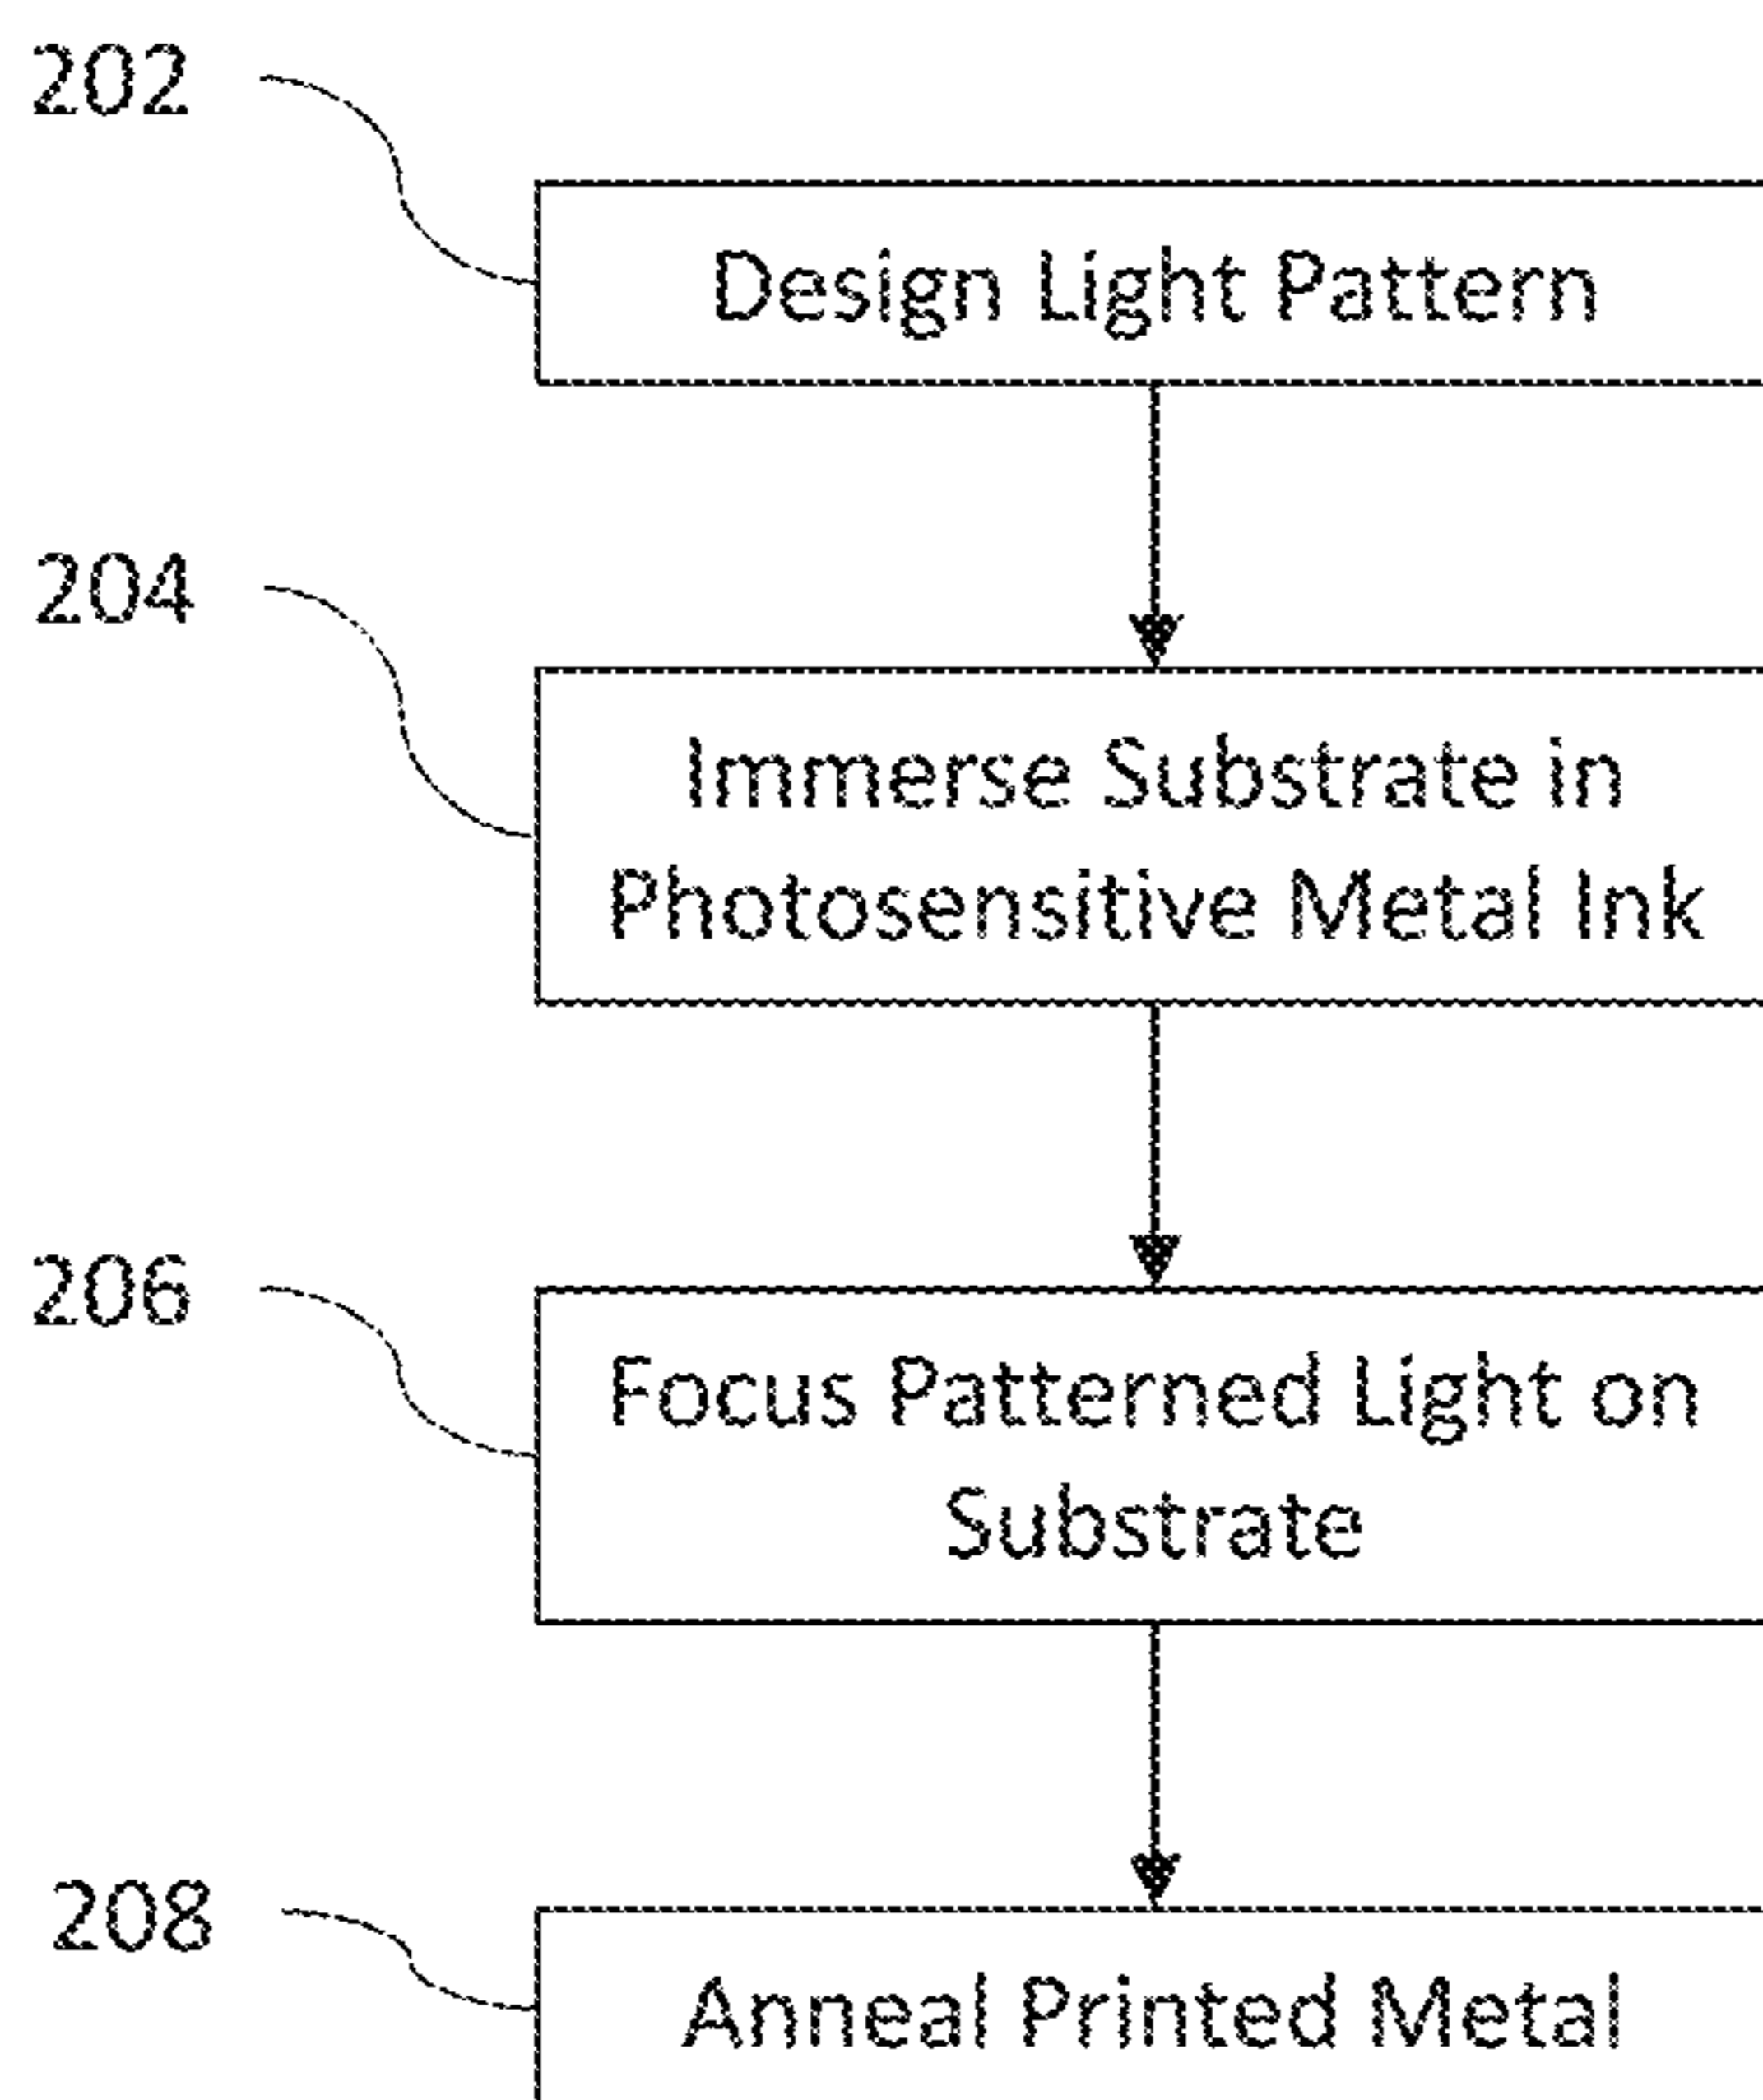 202
Design Light Pattern
204
Immerse Substrate in
Photosensitive Metal Ink
206
Focus Patterned Light on
Substrate
208
Anneal Printed Metal